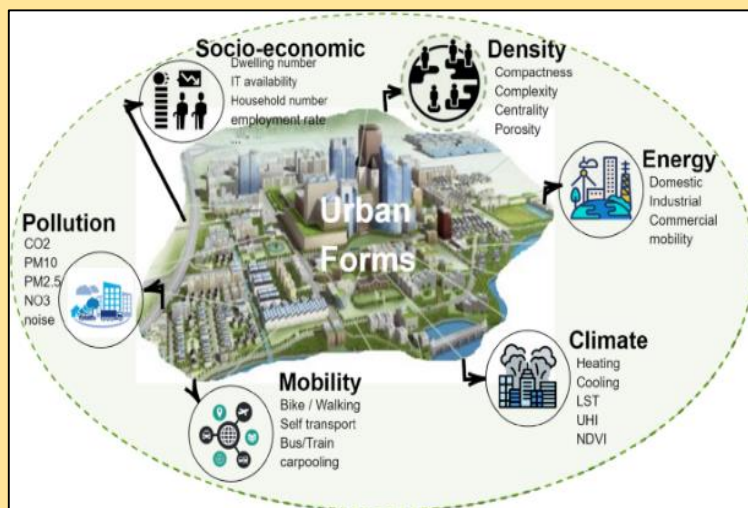 Socio-economic
Dwelling number
IT availability
Household number
employment rate
Density
Compactness
Complexity
Centrality
Porosity
Energy
Domestic
Industrial
Commercial
mobility
Urban
Forms
Pollution
CO2
PM10
PM2.5
NO3
noise
Climate
Heating
Cooling
LST
UHI
NDVI
Mobility
Bike / Walking
Self transport
Bus/Train
carpooling